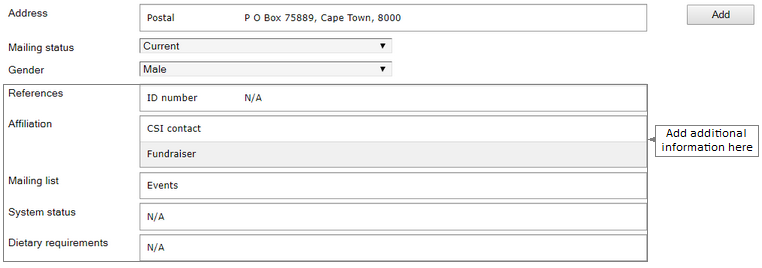 Address
Postal P O Box 75889, Cape Town, 8000
Add
Mailing status
Current
Gender
Male
References
ID number N/A
Affiliation
CSI contact
Fundraiser
Add additional
information here
Mailing list
Events
System status
N/A
Dietary requirements
N/A